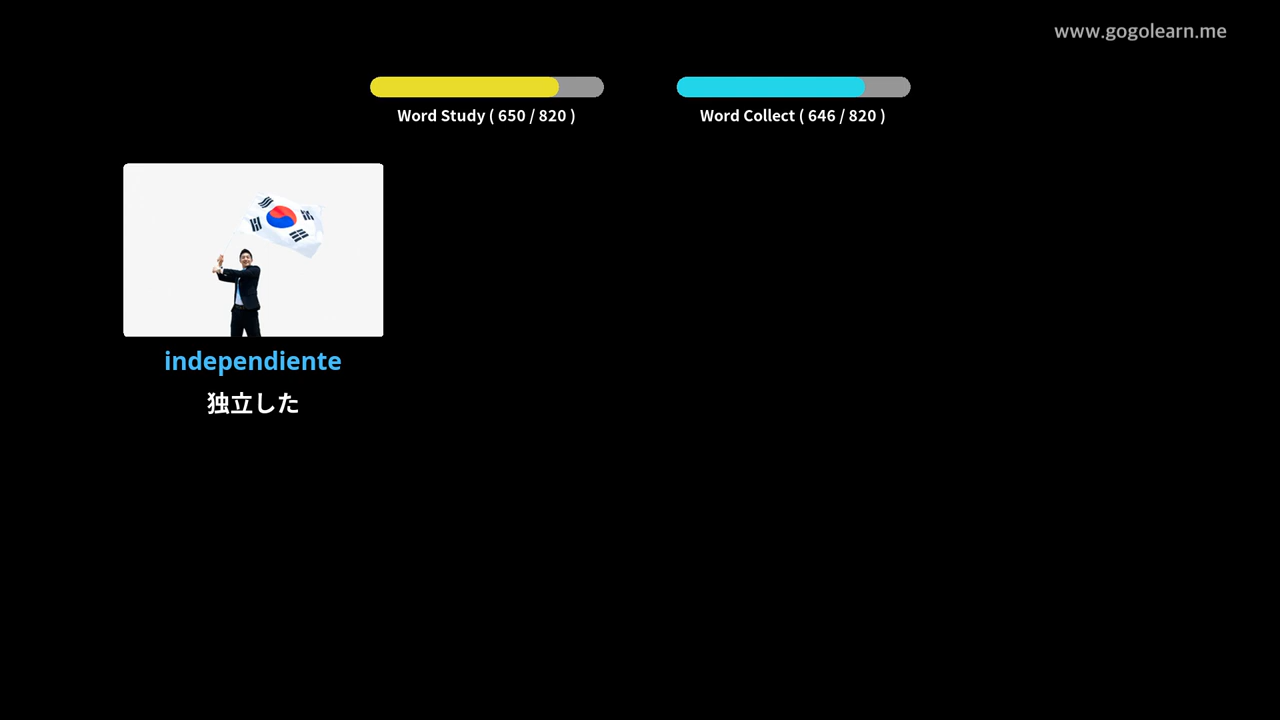 www.gogolearn.me
Word Study ( 650 / 820 )
Word Collect ( 646 / 820 )
independiente
独立した